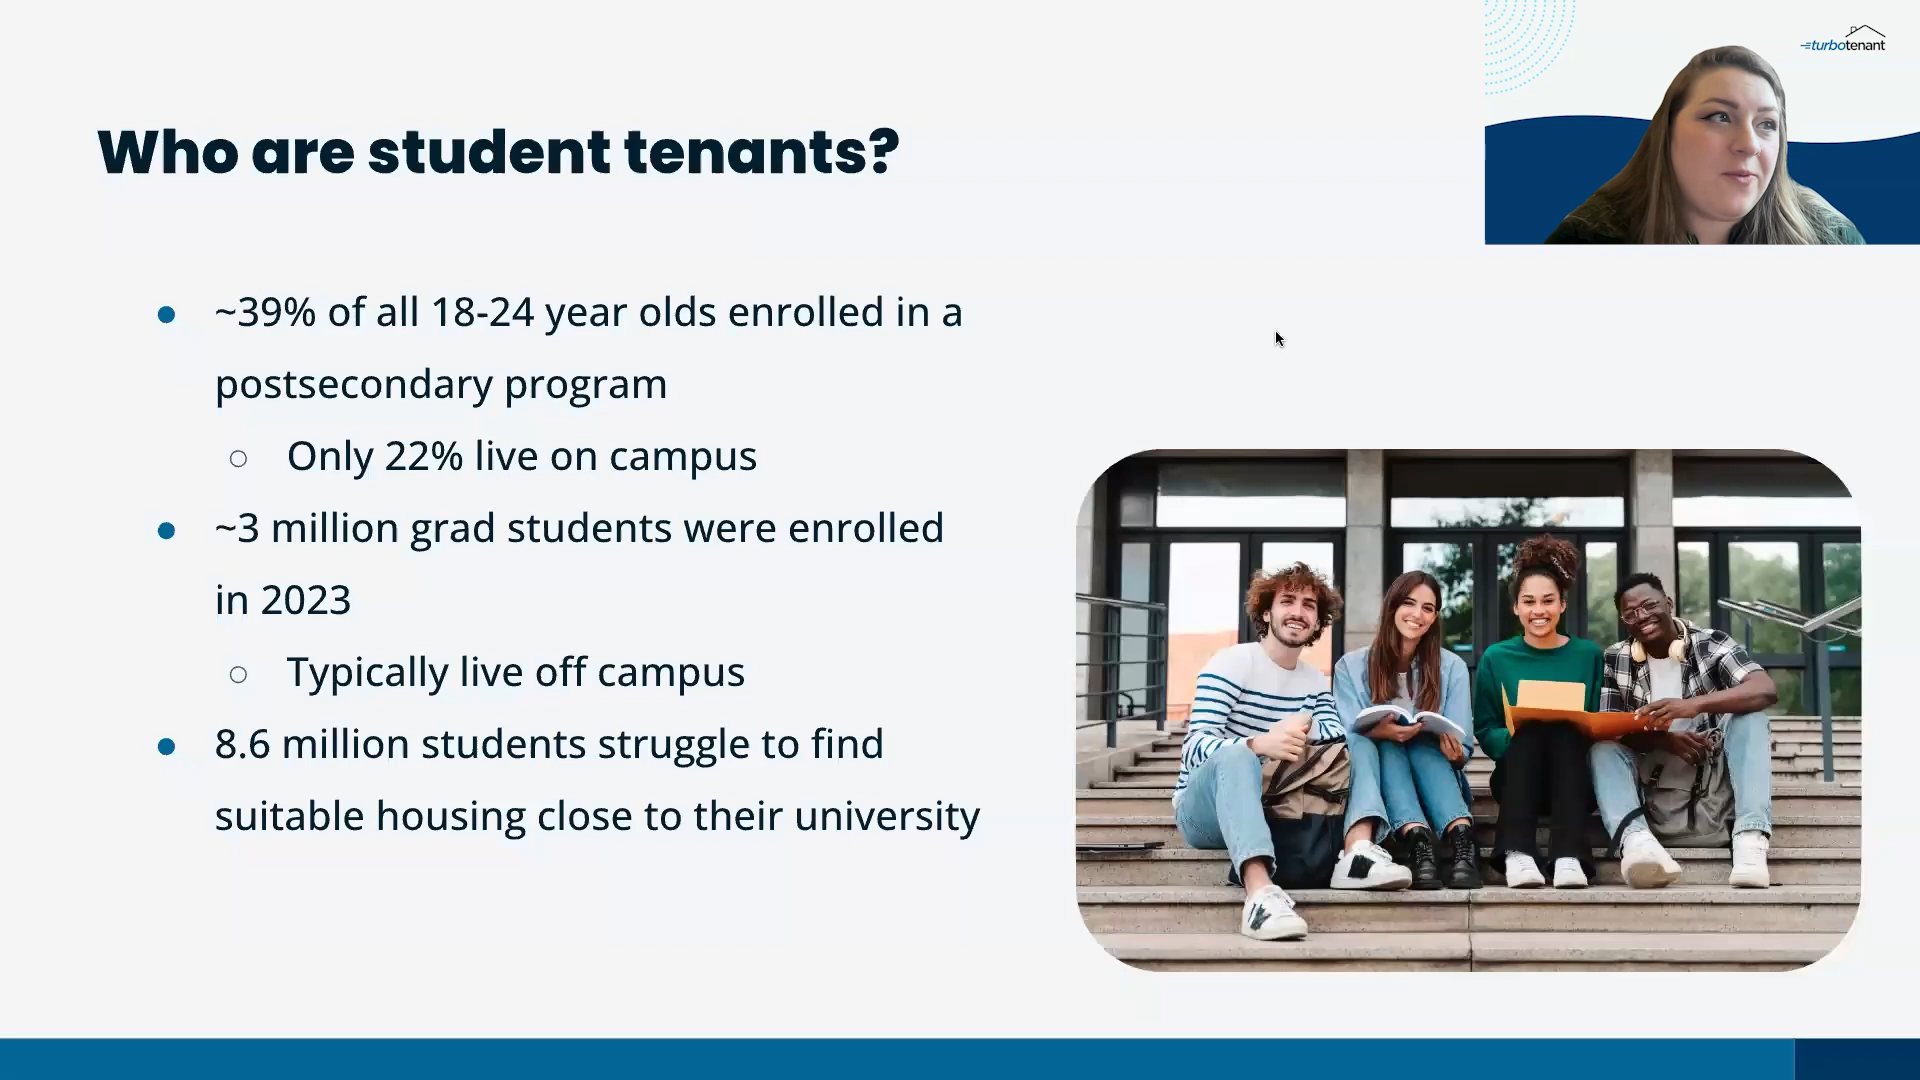 turbotenant
Who are student tenants?
● ~39% of all 18-24 year olds enrolled in a
postsecondary program
○ Only 22% live on campus
● ~3 million grad students were enrolled
in 2023
○ Typically live off campus
● 8.6 million students struggle to find
suitable housing close to their university